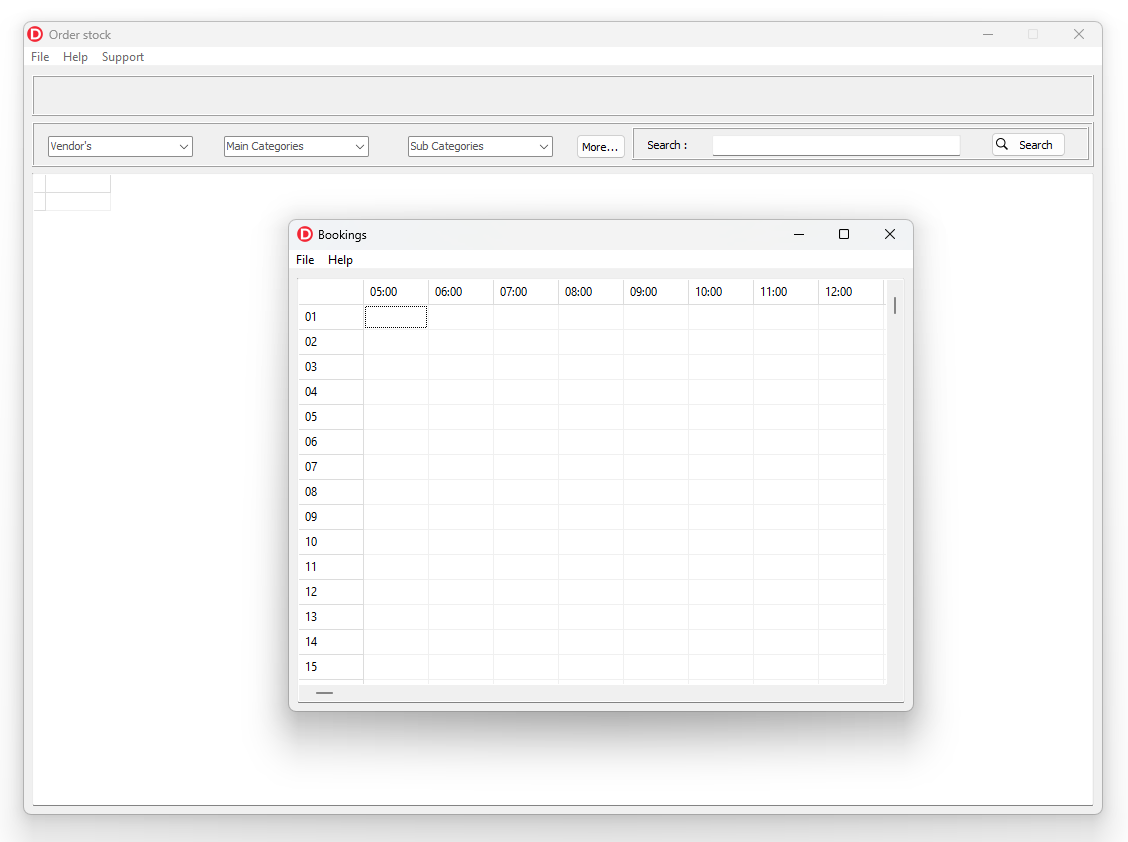 D Order stock
File Help Support
Vendor's Main Categories Sub Categories More... Search : Search
D Bookings
File Help
05:00 06:00 07:00 08:00 09:00 10:00 11:00 12:00
01
02
03
04
05
06
07
08
09
10
11
12
13
14
15